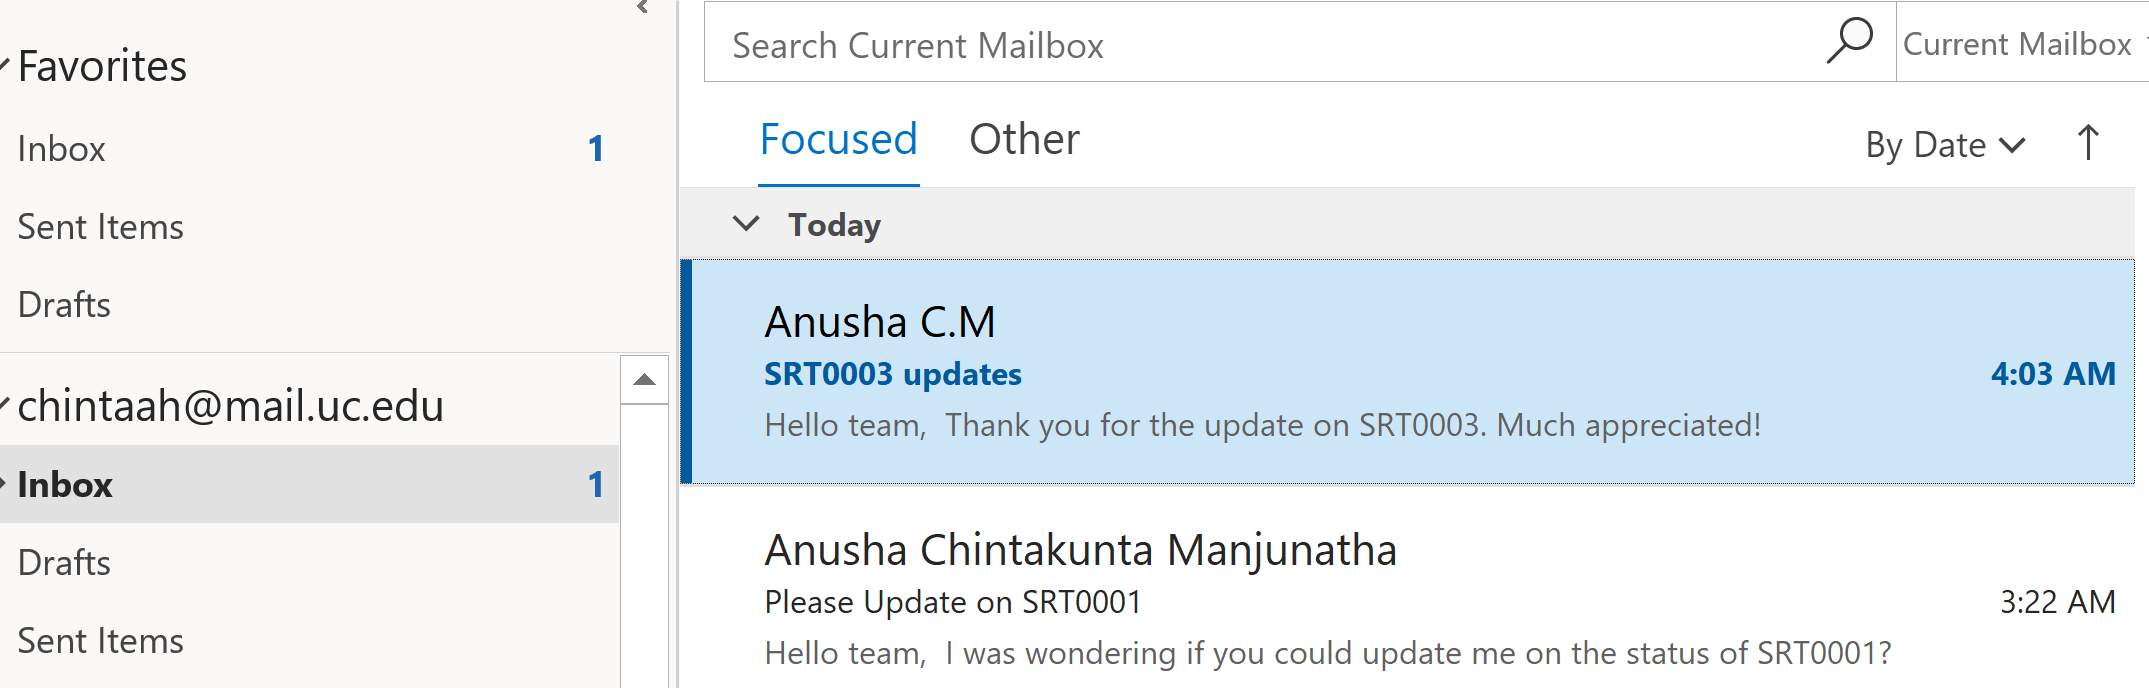 Favorites
Inbox 1
Sent Items
Drafts
chintaah@mail.uc.edu
Inbox 1
Drafts
Sent Items
Search Current Mailbox
Current Mailbox
Focused Other
By Date
Today
Anusha C.M
SRT0003 updates 4:03 AM
Hello team,  Thank you for the update on SRT0003. Much appreciated!
Anusha Chintakunta Manjunatha
Please Update on SRT0001 3:22 AM
Hello team,  I was wondering if you could update me on the status of SRT0001?